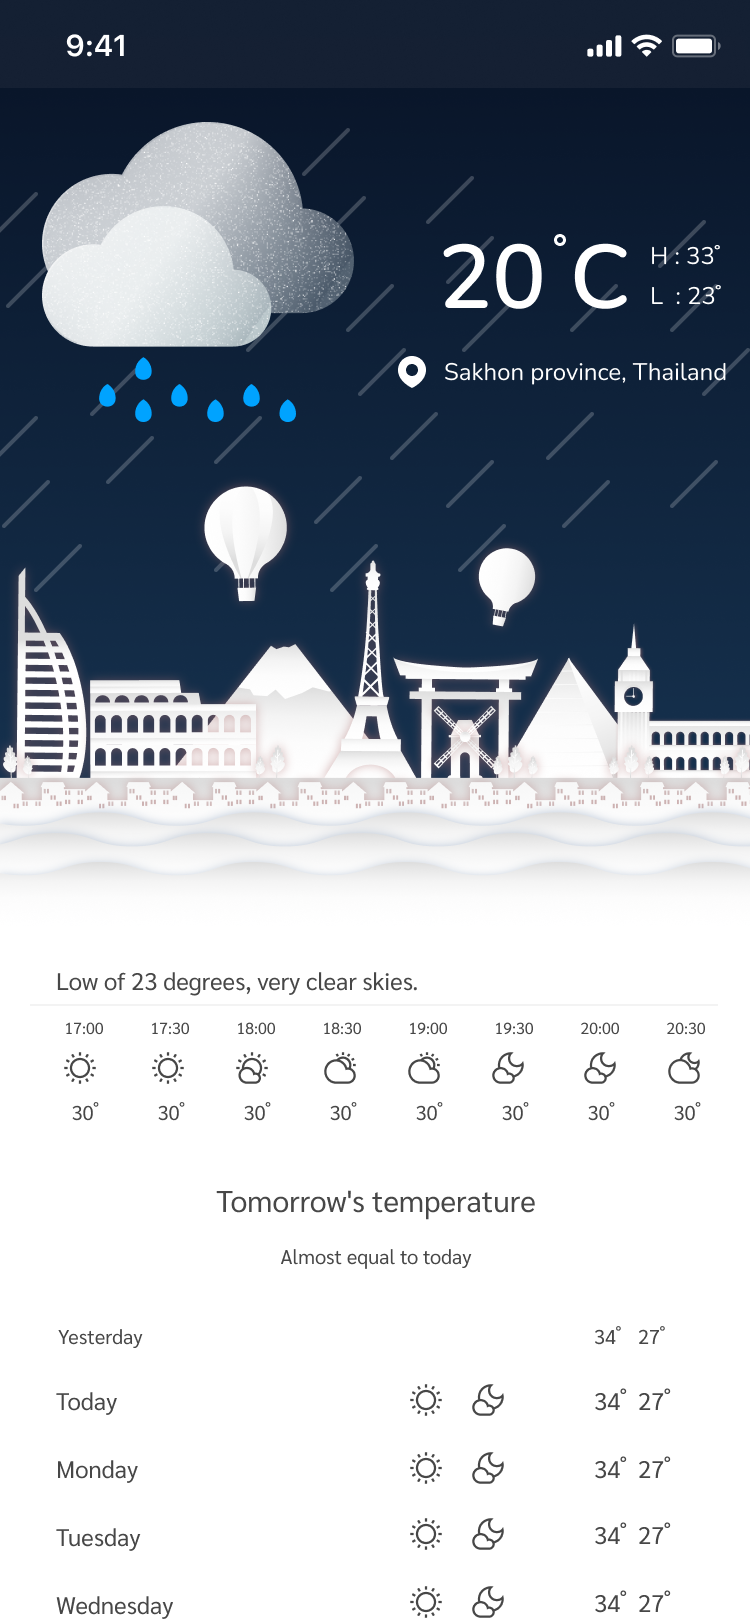 9:41
20°C
H : 33°
L : 23°
Sakhon province, Thailand
Low of 23 degrees, very clear skies.
17:00 17:30 18:00 18:30 19:00 19:30 20:00 20:30
30° 30° 30° 30° 30° 30° 30° 30°
Tomorrow's temperature
Almost equal to today
Yesterday 34° 27°
Today 34° 27°
Monday 34° 27°
Tuesday 34° 27°
Wednesday 34° 27°